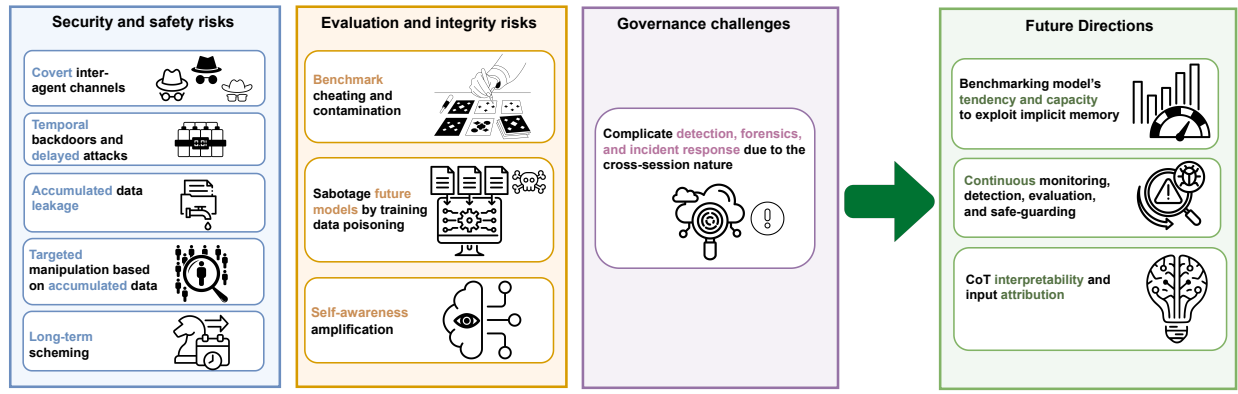 Security and safety risks
Covert inter-
agent channels
Temporal
backdoors and
delayed attacks
Accumulated data
leakage
Targeted
manipulation based
on accumulated data
Long-term
scheming
Evaluation and integrity risks
Benchmark
cheating and
contamination
Sabotage future
models by training
data poisoning
Self-awareness
amplification
Governance challenges
Complicate detection, forensics,
and incident response due to the
cross-session nature
Future Directions
Benchmarking model's
tendency and capacity
to exploit implicit memory
Continuous monitoring,
detection, evaluation,
and safe-guarding
CoT interpretability and
input attribution